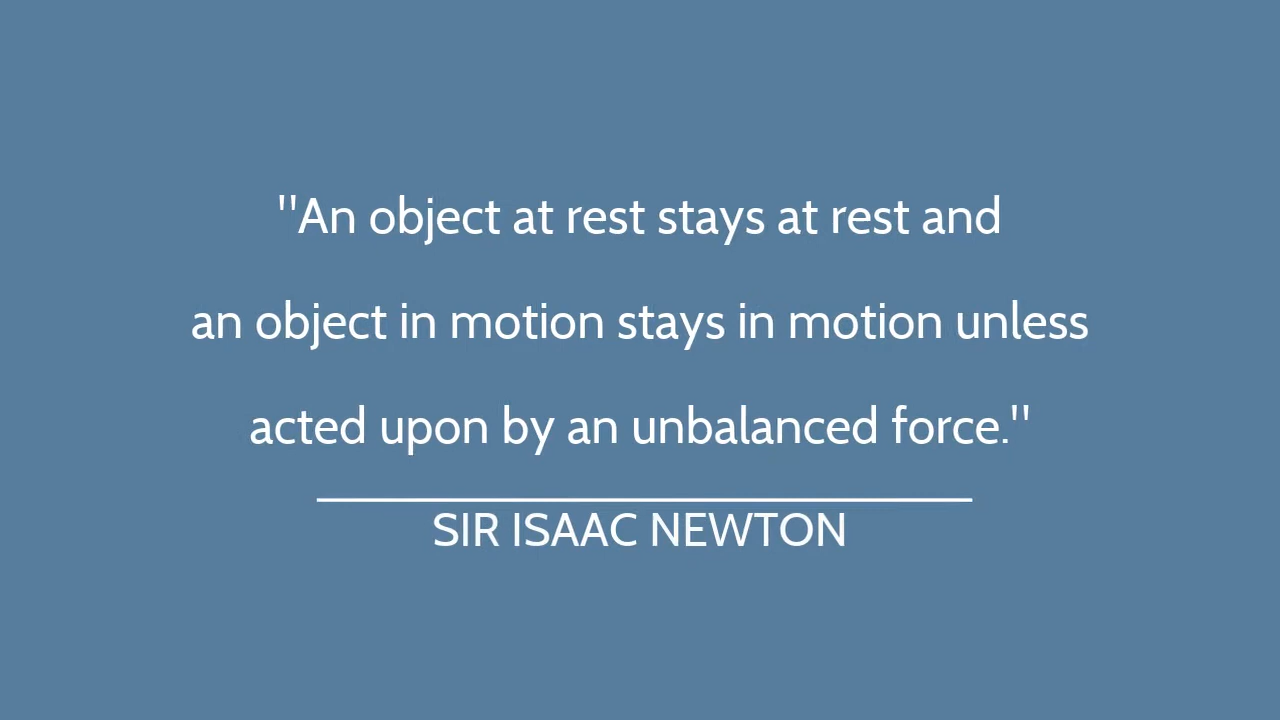 "An object at rest stays at rest and
an object in motion stays in motion unless
acted upon by an unbalanced force."
SIR ISAAC NEWTON